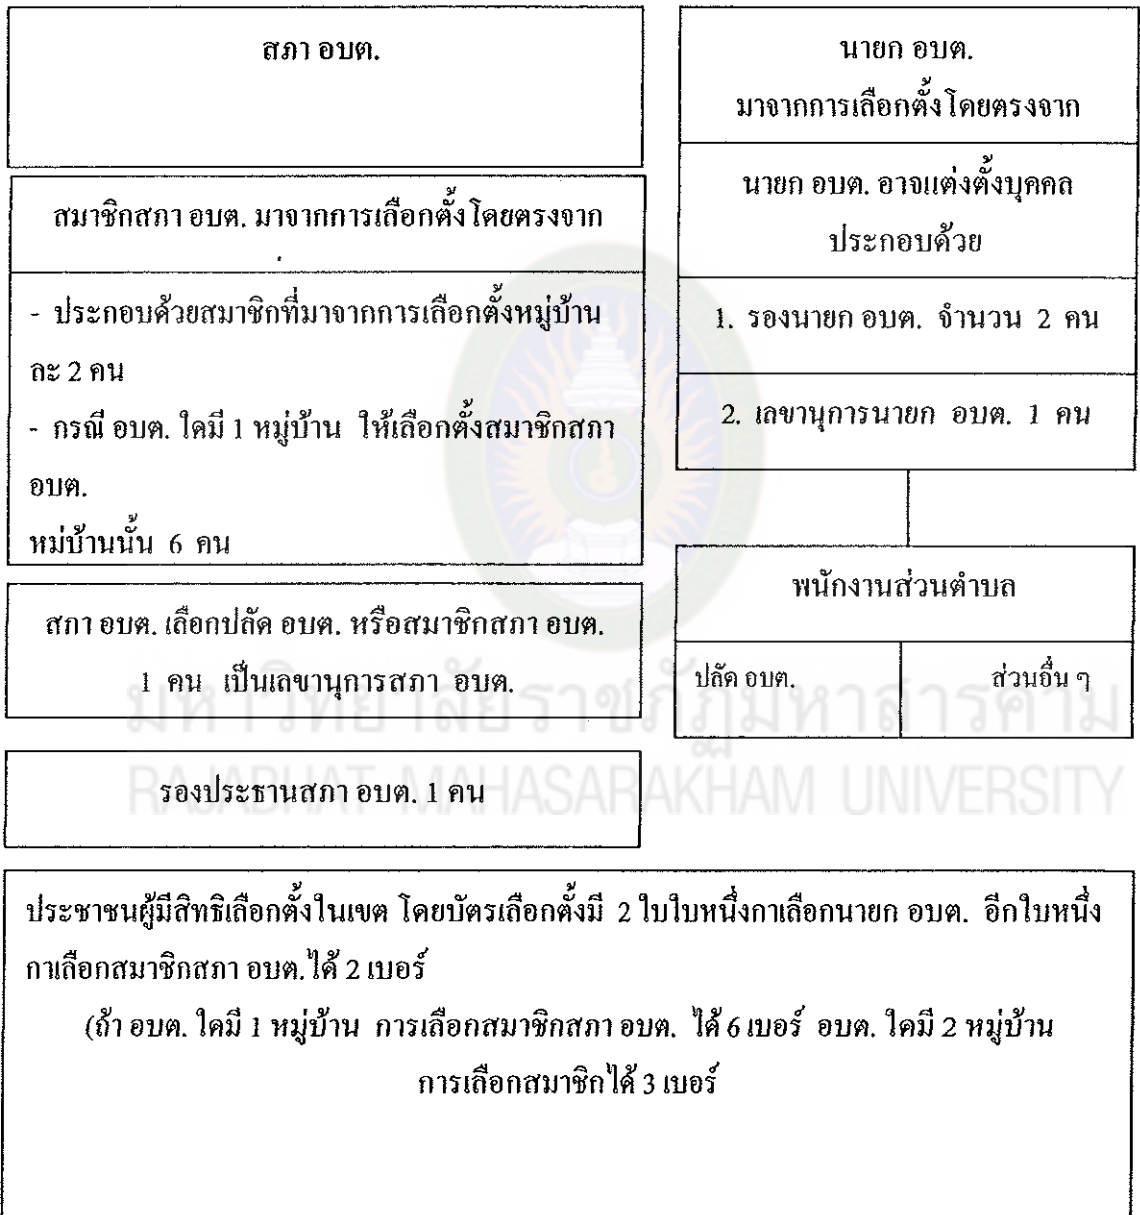 สภา อบต.
สมาชิกสภา อบต. มาจากการเลือกตั้งโดยตรงจาก
- ประกอบด้วยสมาชิกที่มาจากการเลือกตั้งหมู่บ้าน
ละ 2 คน
- กรณี อบต. ใดมี 1 หมู่บ้าน ให้เลือกตั้งสมาชิกสภา
อบต.
หมู่บ้านนั้น 6 คน
สภา อบต. เลือกปลัด อบต. หรือสมาชิกสภา อบต.
1 คน เป็นเลขานุการสภา อบต.
รองประธานสภา อบต. 1 คน
นายก อบต.
มาจากการเลือกตั้งโดยตรงจาก
นายก อบต. อาจแต่งตั้งบุคคล
ประกอบด้วย
1. รองนายก อบต. จำนวน 2 คน
2. เลขานุการนายก อบต. 1 คน
พนักงานส่วนตำบล
ปลัด อบต.
ส่วนอื่น ๆ
มหาวิทยาลัยราชภัฏมหาสารคาม
RAJABHAT MAHASARAKHAM UNIVERSITY
ประชาชนผู้มีสิทธิเลือกตั้งในเขต โดยบัตรเลือกตั้งมี 2 ใบใบหนึ่งกาเลือกนายก อบต. อีกใบหนึ่ง
กาเลือกสมาชิกสภา อบต.ได้ 2 เบอร์
(ถ้า อบต. ใดมี 1 หมู่บ้าน การเลือกสมาชิกสภา อบต. ได้ 6 เบอร์ อบต. ใดมี 2 หมู่บ้าน
การเลือกสมาชิกได้ 3 เบอร์